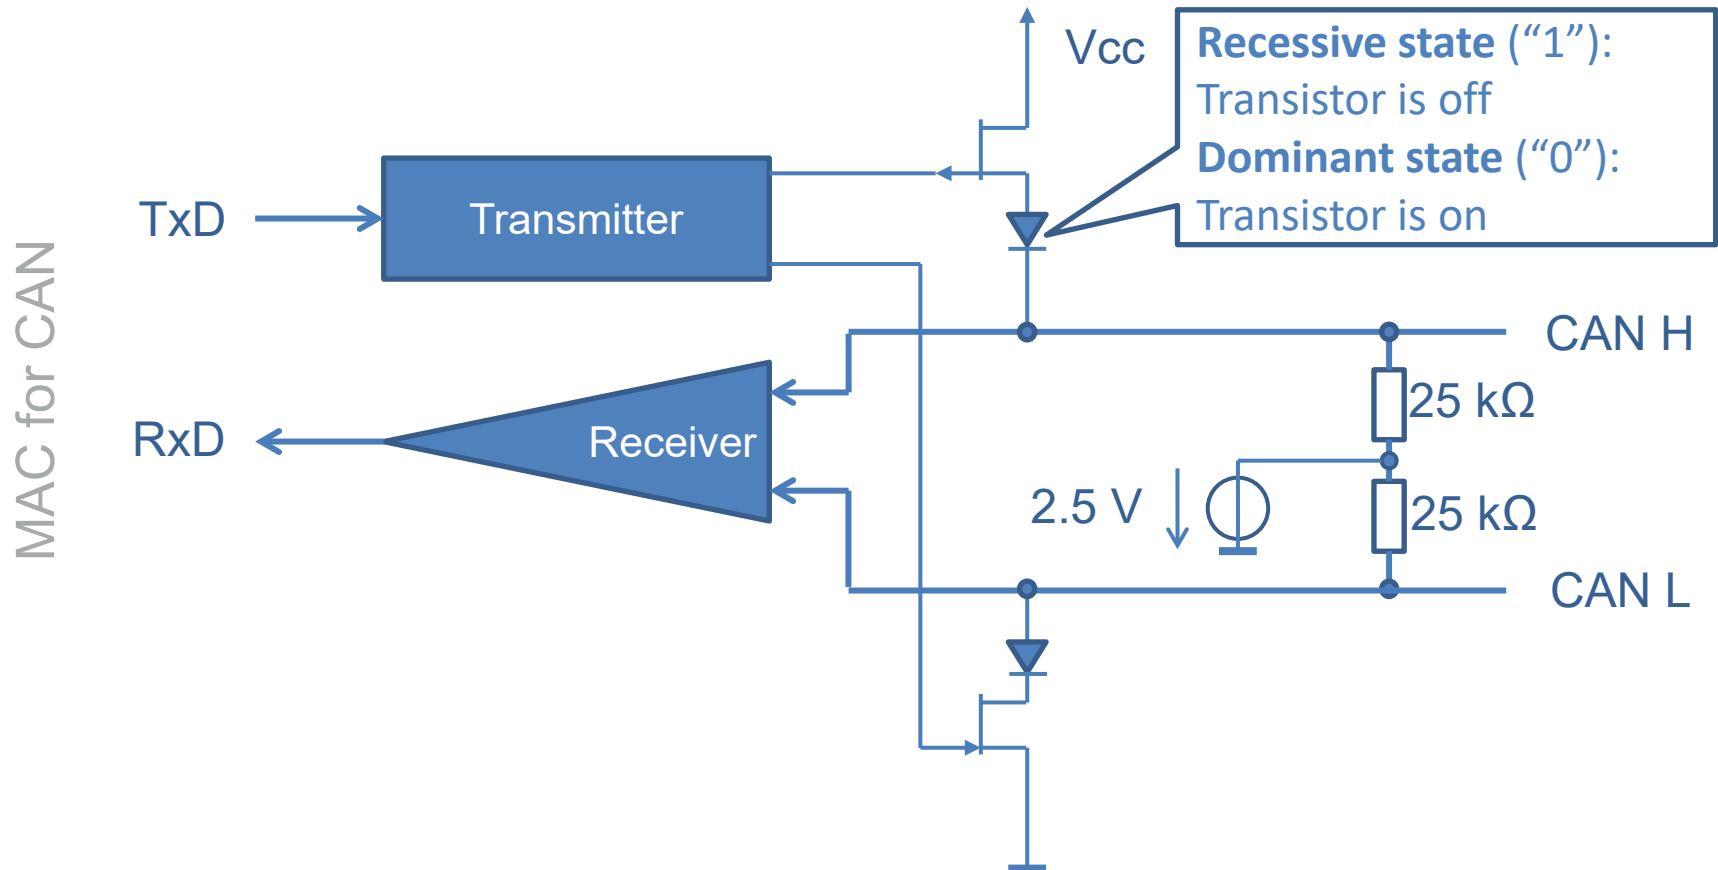 MAC for CAN
Vcc
Recessive state (“1”):
Transistor is off
Dominant state (“0”):
Transistor is on
TxD
Transmitter
CAN H
25 kΩ
RxD
Receiver
2.5 V
25 kΩ
CAN L